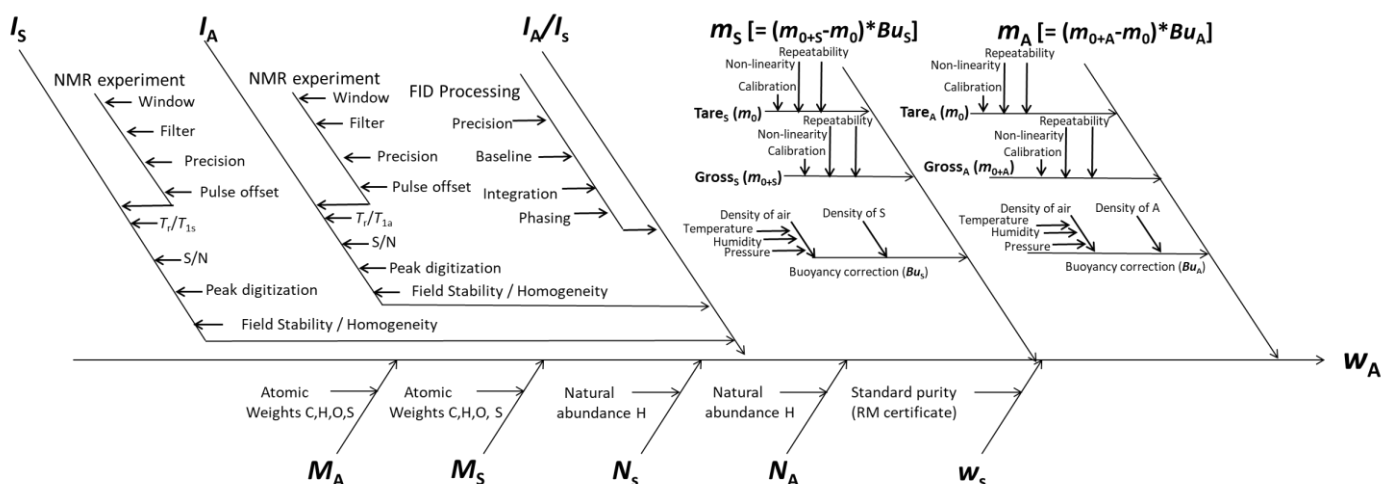 I_S
I_A
I_A/I_s
m_S [= (m_0+S-m_0)*Bu_S]
m_A [= (m_0+A-m_0)*Bu_A]
NMR experiment
Window
Filter
Precision
Pulse offset
T_r/T_1s
S/N
Peak digitization
Field Stability / Homogeneity
NMR experiment
Window
Filter
Precision
Pulse offset
T_r/T_1a
S/N
Peak digitization
Field Stability / Homogeneity
FID Processing
Precision
Baseline
Integration
Phasing
Repeatability
Non-linearity
Calibration
Tare_S (m_0)
Repeatability
Non-linearity
Calibration
Gross_S (m_0+S)
Density of air
Density of S
Temperature
Humidity
Pressure
Buoyancy correction (Bu_S)
Repeatability
Non-linearity
Calibration
Tare_A (m_0)
Repeatability
Non-linearity
Calibration
Gross_A (m_0+A)
Density of air
Density of A
Temperature
Humidity
Pressure
Buoyancy correction (Bu_A)
w_A
Atomic
Weights C,H,O,S
Atomic
Weights C,H,O, S
Natural
abundance H
Natural
abundance H
Standard purity
(RM certificate)
M_A
M_S
N_s
N_A
w_s